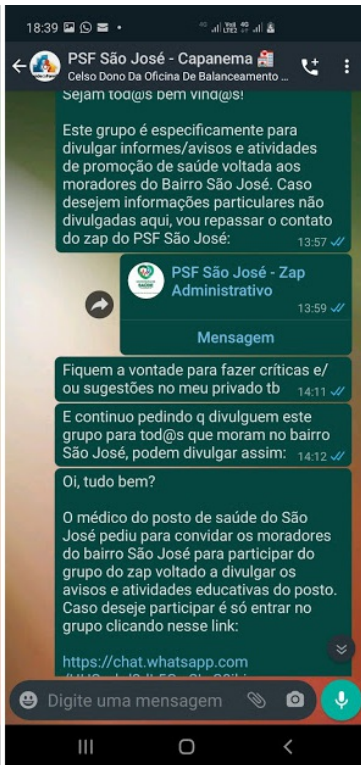 18:39
PSF São José - Capanema
Celso Dono Da Oficina De Balanceamento ...
Sejam tod@s bem vind@s!
Este grupo é especificamente para
divulgar informes/avisos e atividades
de promoção de saúde voltada aos
moradores do Bairro São José. Caso
desejem informações particulares não
divulgadas aqui, vou repassar o contato
do zap do PSF São José:
13:57
PSF São José - Zap
Administrativo
13:59
Mensagem
Fiquem a vontade para fazer críticas e/
ou sugestões no meu privado tb
14:11
E continuo pedindo q divulguem este
grupo para tod@s que moram no bairro
São José, podem divulgar assim:
14:12
Oi, tudo bem?
O médico do posto de saúde do São
José pediu para convidar os moradores
do bairro São José para participar do
grupo do zap voltado a divulgar os
avisos e atividades educativas do posto.
Caso deseje participar é só entrar no
grupo clicando nesse link:
https://chat.whatsapp.com
Digite uma mensagem